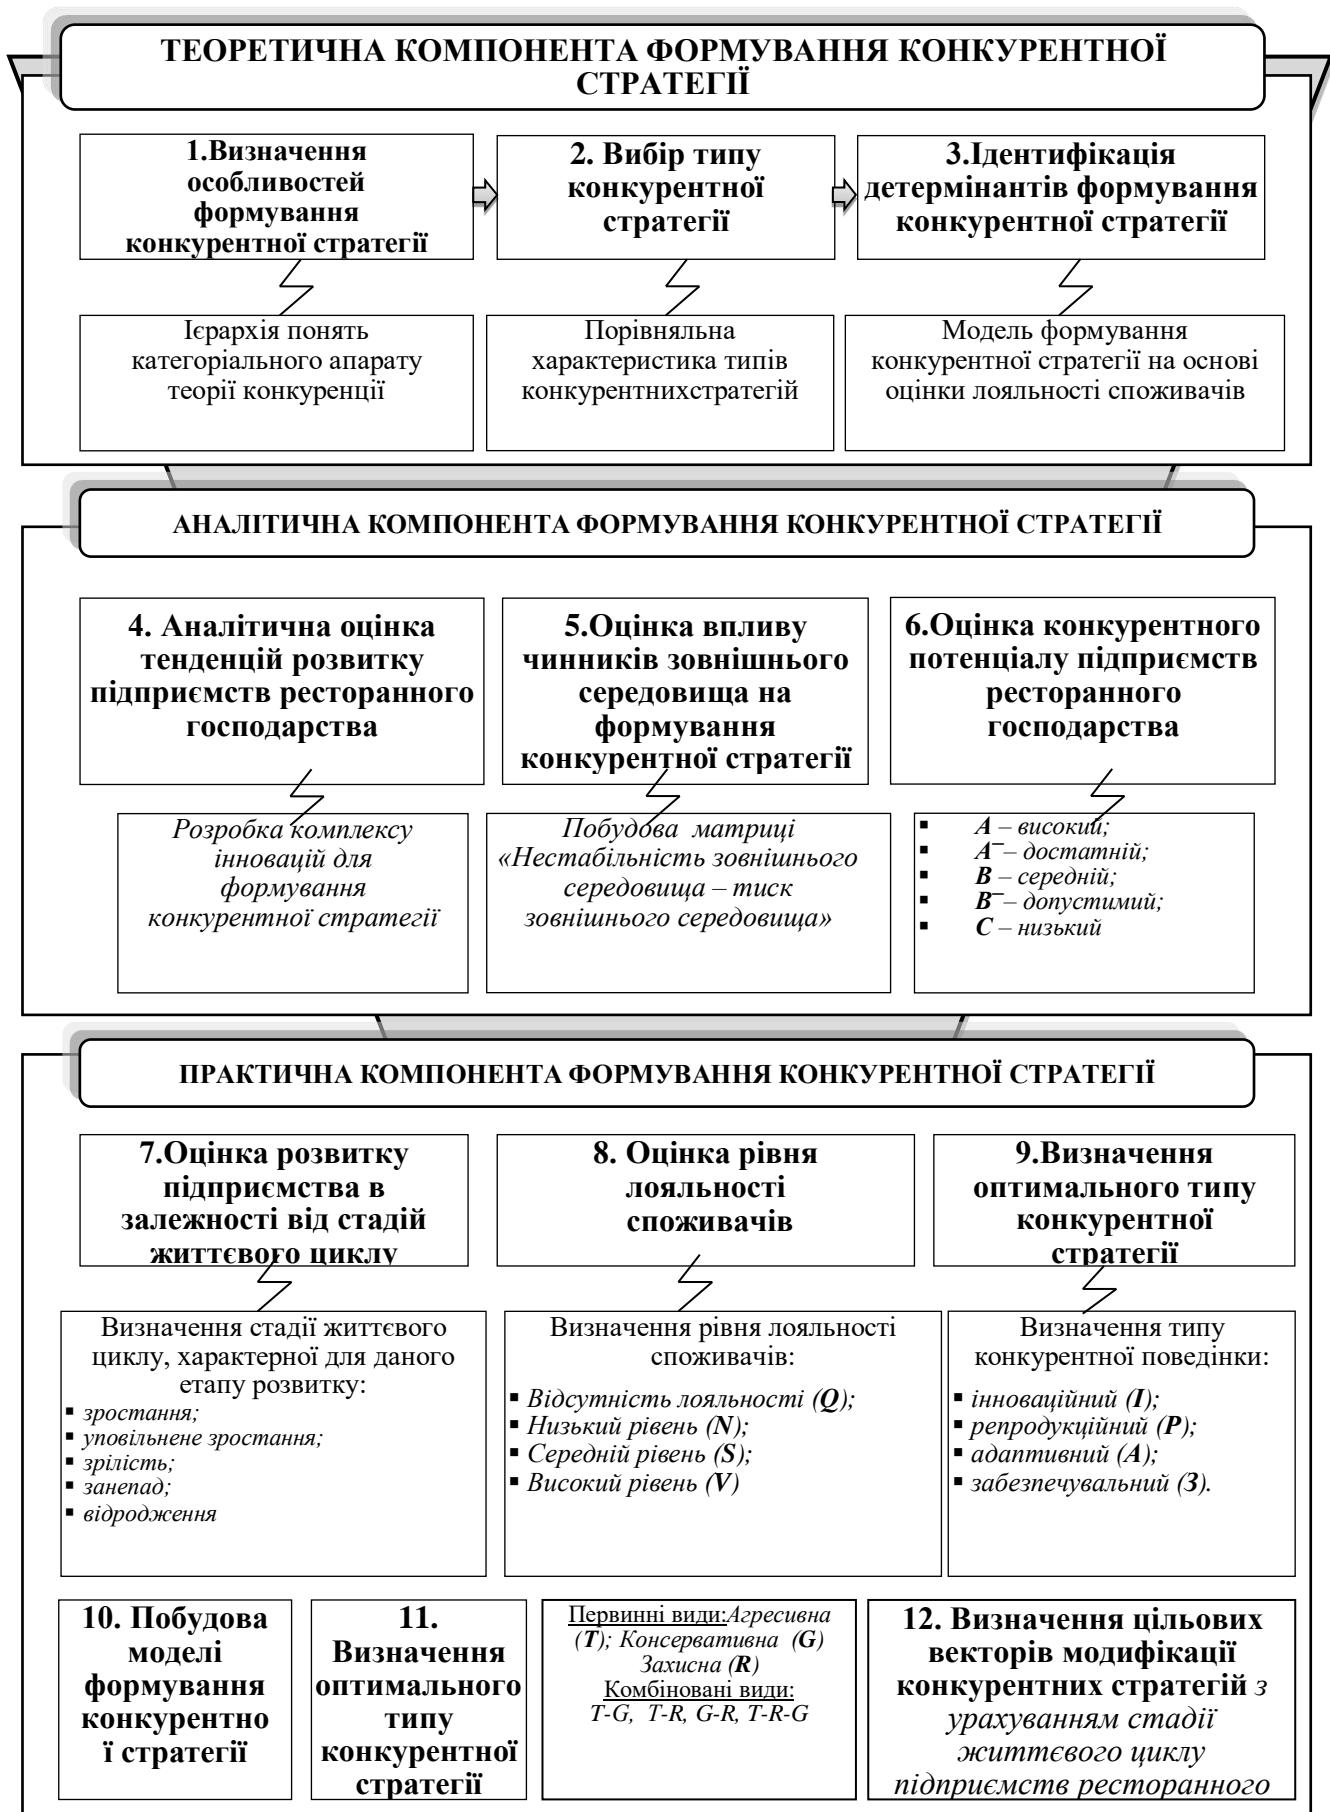 ТЕОРЕТИЧНА КОМПОНЕНТА ФОРМУВАННЯ КОНКУРЕНТНОЇ
СТРАТЕГІЇ
1.Визначення
особливостей
формування
конкурентної стратегії
2. Вибір типу
конкурентної
стратегії
3.Ідентифікація
детермінантів формування
конкурентної стратегії
Ієрархія понять
категоріального апарату
теорії конкуренції
Порівняльна
характеристика типів
конкурентнихстратегій
Модель формування
конкурентної стратегії на основі
оцінки лояльності споживачів
АНАЛІТИЧНА КОМПОНЕНТА ФОРМУВАННЯ КОНКУРЕНТНОЇ СТРАТЕГІЇ
4. Аналітична оцінка
тенденцій розвитку
підприємств ресторанного
господарства
5.Оцінка впливу
чинників зовнішнього
середовища на
формування
конкурентної стратегії
6.Оцінка конкурентного
потенціалу підприємств
ресторанного
господарства
Розробка комплексу
інновацій для
формування
конкурентної стратегії
Побудова матриці
«Нестабільність зовнішнього
середовища – тиск
зовнішнього середовища»
▪ A – високий;
▪ A¯– достатній;
▪ B – середній;
▪ B¯– допустимий;
▪ C – низький
ПРАКТИЧНА КОМПОНЕНТА ФОРМУВАННЯ КОНКУРЕНТНОЇ СТРАТЕГІЇ
7.Оцінка розвитку
підприємства в
залежності від стадій
життєвого циклу
8. Оцінка рівня
лояльності
споживачів
9.Визначення
оптимального типу
конкурентної
стратегії
Визначення стадії життєвого
циклу, характерної для даного
етапу розвитку:
▪ зростання;
▪ уповільнене зростання;
▪ зрілість;
▪ занепад;
▪ відродження
Визначення рівня лояльності
споживачів:
▪ Відсутність лояльності (Q);
▪ Низький рівень (N);
▪ Середній рівень (S);
▪ Високий рівень (V)
Визначення типу
конкурентної поведінки:
▪ інноваційний (I);
▪ репродукційний (P);
▪ адаптивний (A);
▪ забезпечувальний (З).
10. Побудова
моделі
формування
конкурентно
ї стратегії
11.
Визначення
оптимального
типу
конкурентної
стратегії
Первинні види:Агресивна
(T); Консервативна (G)
Захисна (R)
Комбіновані види:
T-G, T-R, G-R, T-R-G
12. Визначення цільових
векторів модифікації
конкурентних стратегій з
урахуванням стадії
життєвого циклу
підприємств ресторанного